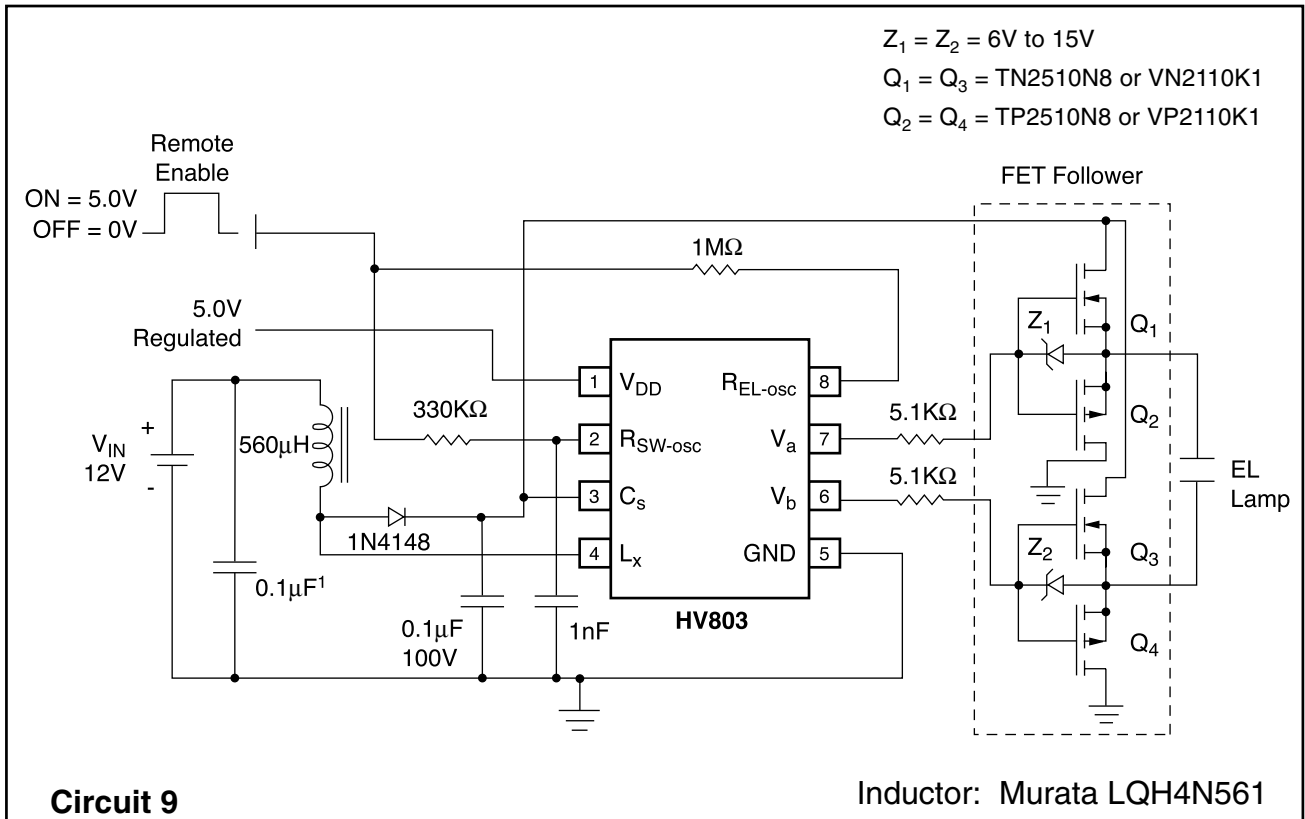 Z1 = Z2 = 6V to 15V
Q1 = Q3 = TN2510N8 or VN2110K1
Q2 = Q4 = TP2510N8 or VP2110K1
Remote
Enable
ON = 5.0V
OFF = 0V
FET Follower
1MΩ
5.0V
Regulated
Z1
Q1
1
VDD
REL-osc
8
330KΩ
5.1KΩ
Q2
VIN
12V
+
-
560μH
2
RSW-osc
Va
7
5.1KΩ
EL
Lamp
3
Cs
Vb
6
1N4148
Z2
Q3
4
Lx
GND
5
0.1μF1
HV803
0.1μF
100V
1nF
Q4
Circuit 9
Inductor: Murata LQH4N561